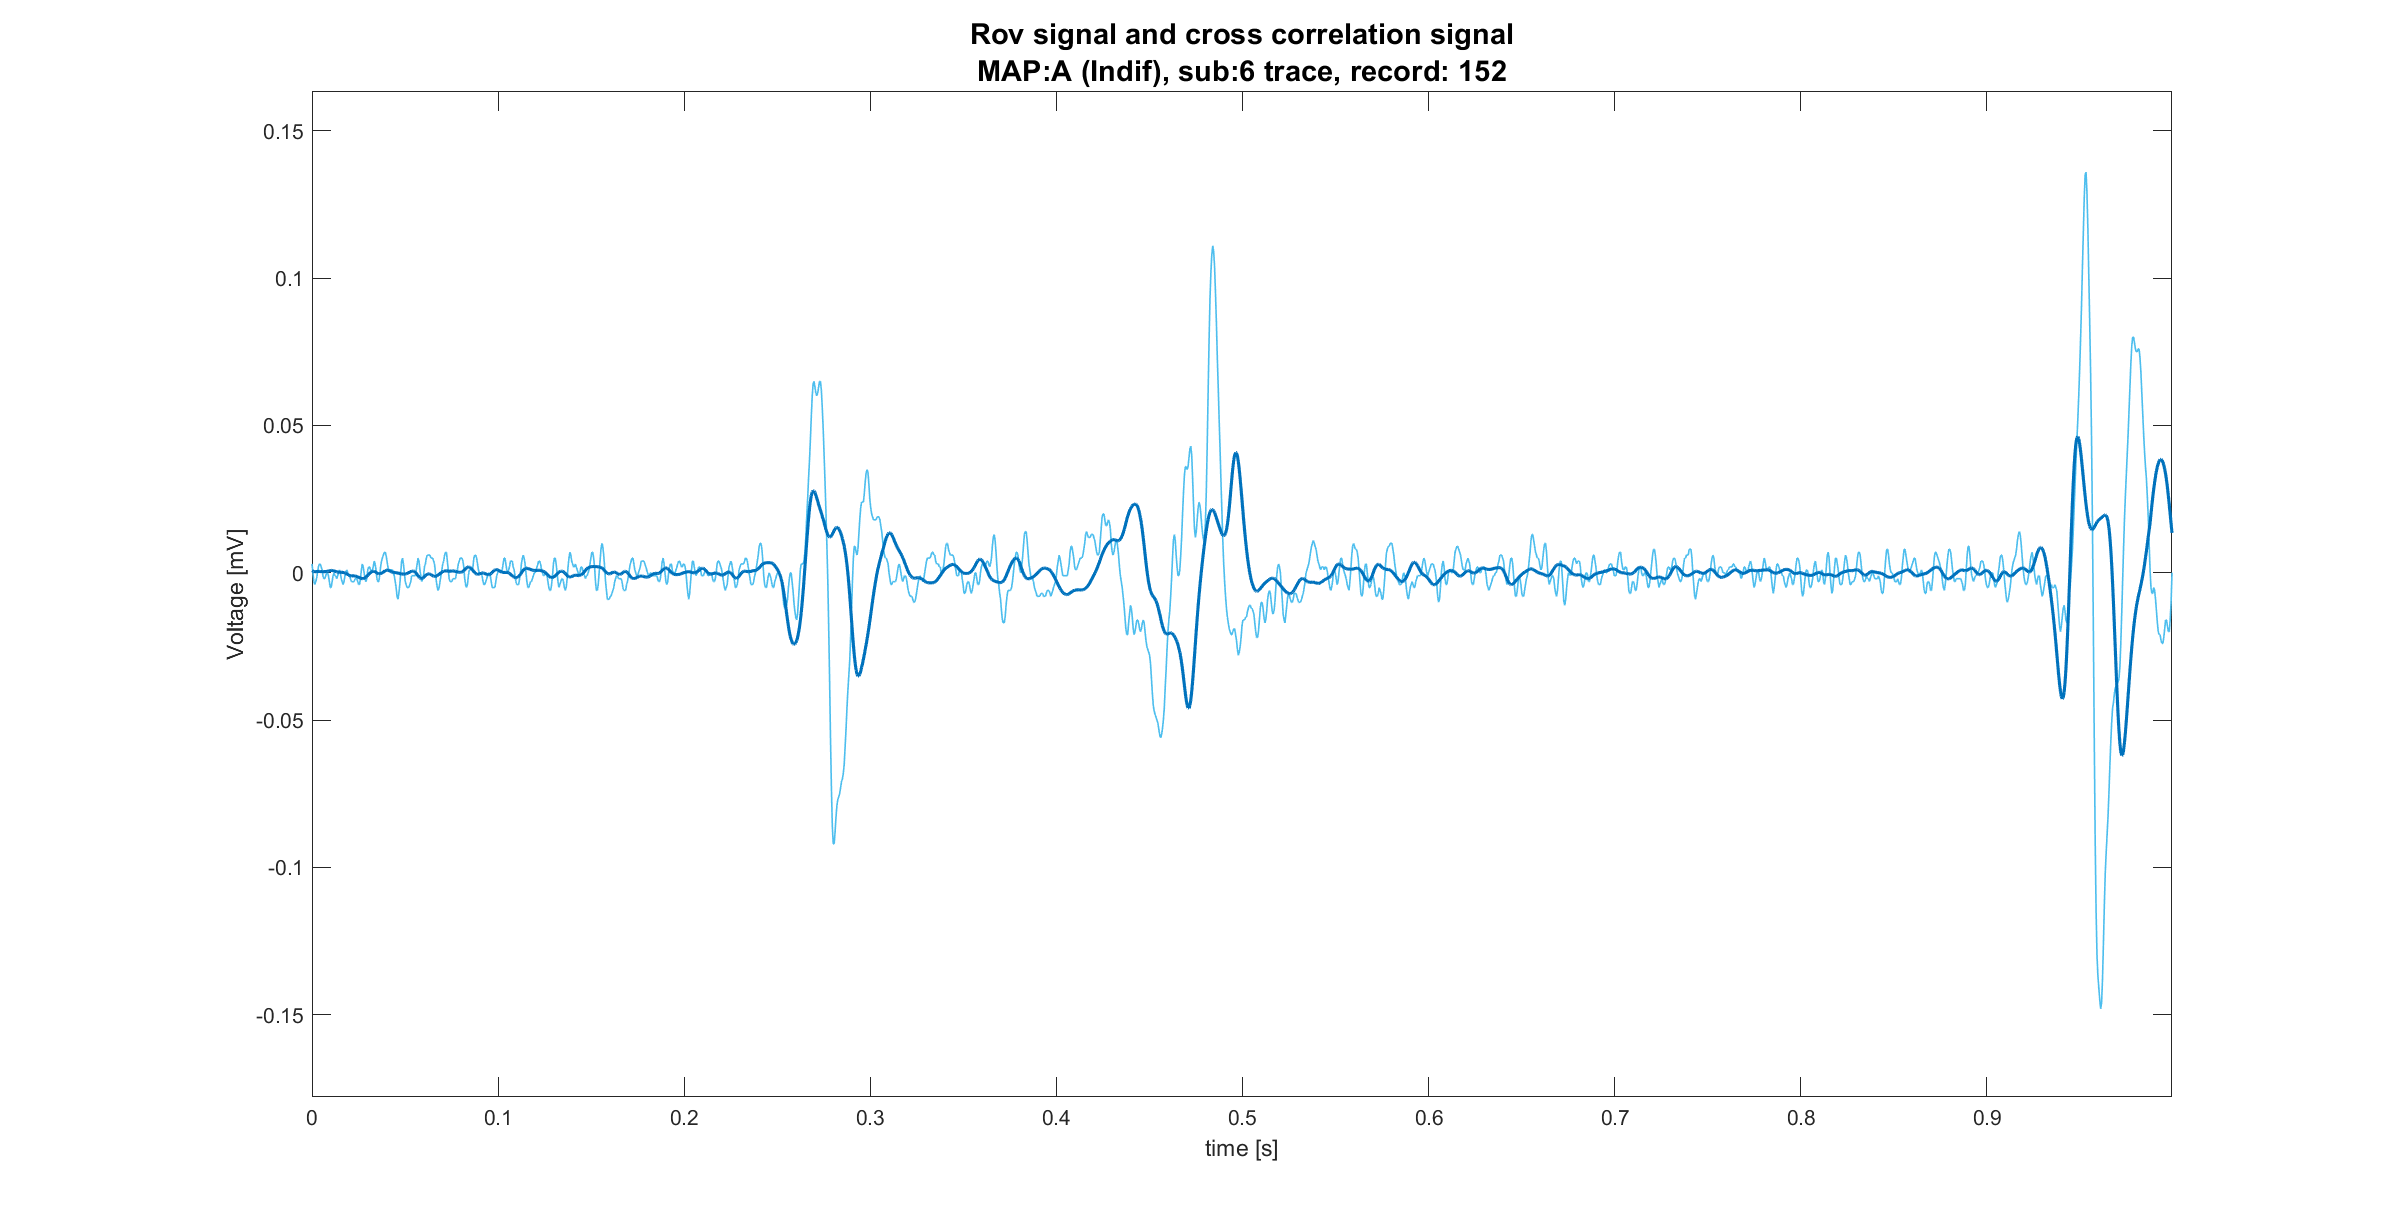 Rov signal and cross correlation signal
MAP:A (Indif), sub:6 trace, record: 152
0.15
0.1
0.05
0
-0.05
-0.1
-0.15
Voltage [mV]
0 0.1 0.2 0.3 0.4 0.5 0.6 0.7 0.8 0.9
time [s]